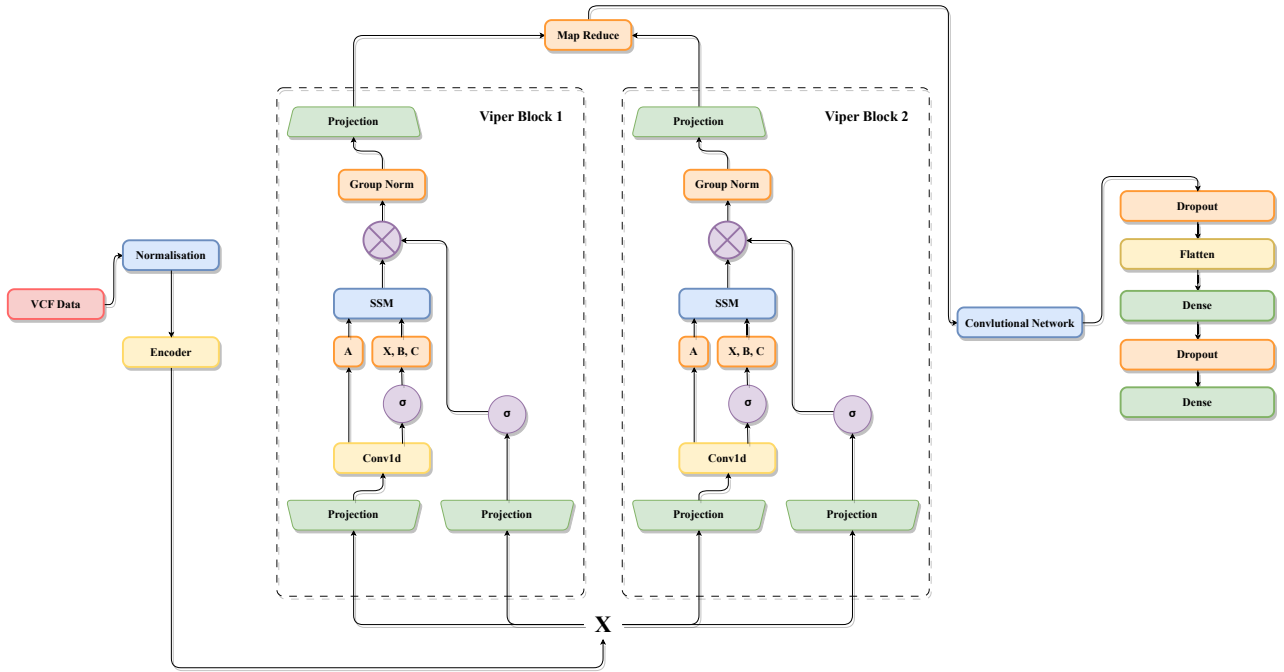 Map Reduce
Viper Block 1
Projection
Group Norm
SSM
A
X, B, C
σ
σ
Conv1d
Projection
Projection
Viper Block 2
Projection
Group Norm
SSM
A
X, B, C
σ
σ
Conv1d
Projection
Projection
VCF Data
Normalisation
Encoder
X
Convlutional Network
Dropout
Flatten
Dense
Dropout
Dense